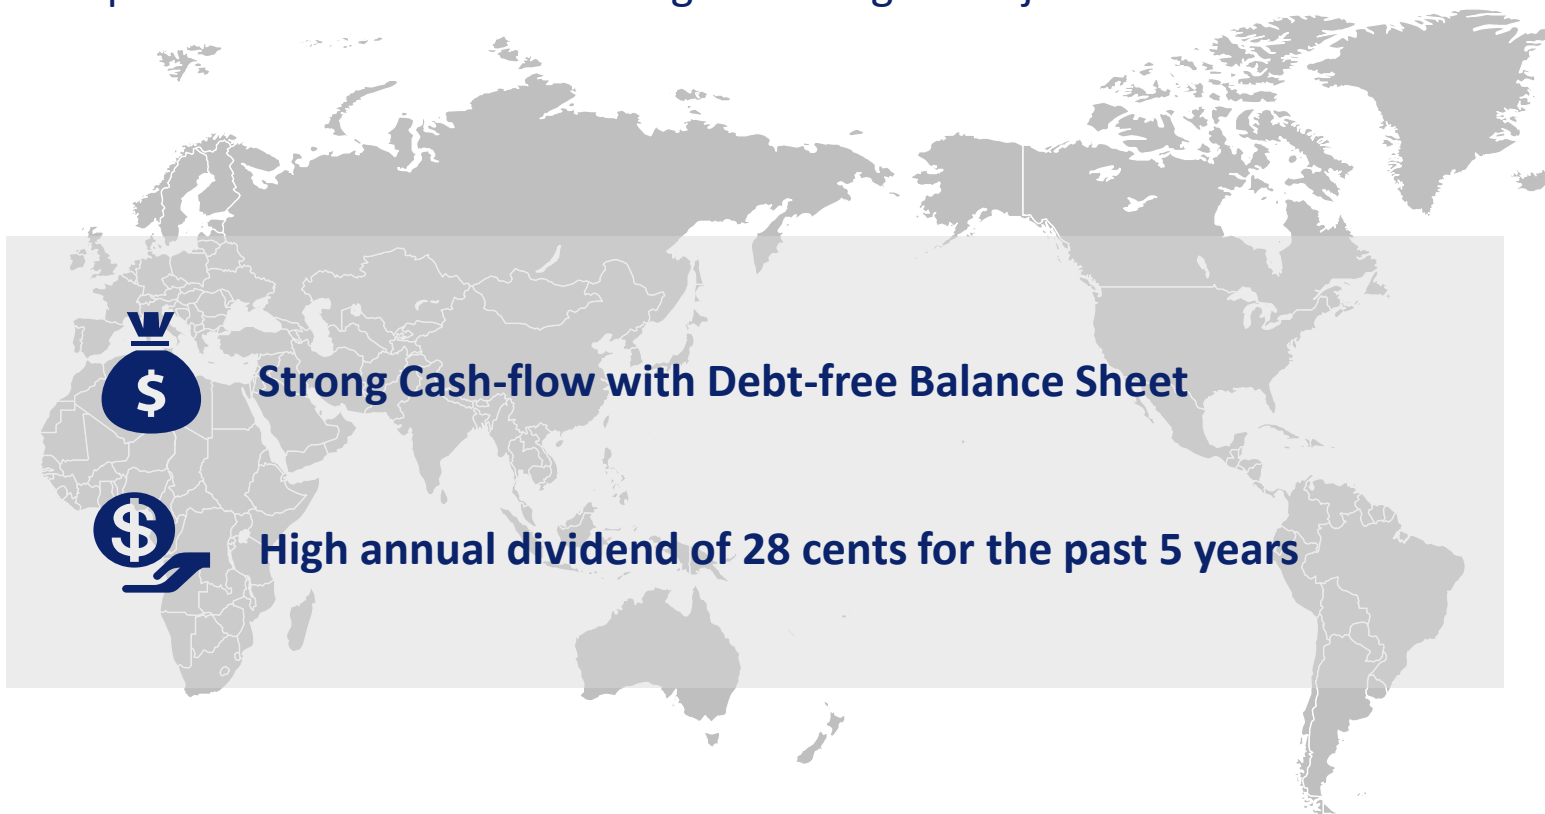 $
Strong Cash-flow with Debt-free Balance Sheet
$
High annual dividend of 28 cents for the past 5 years